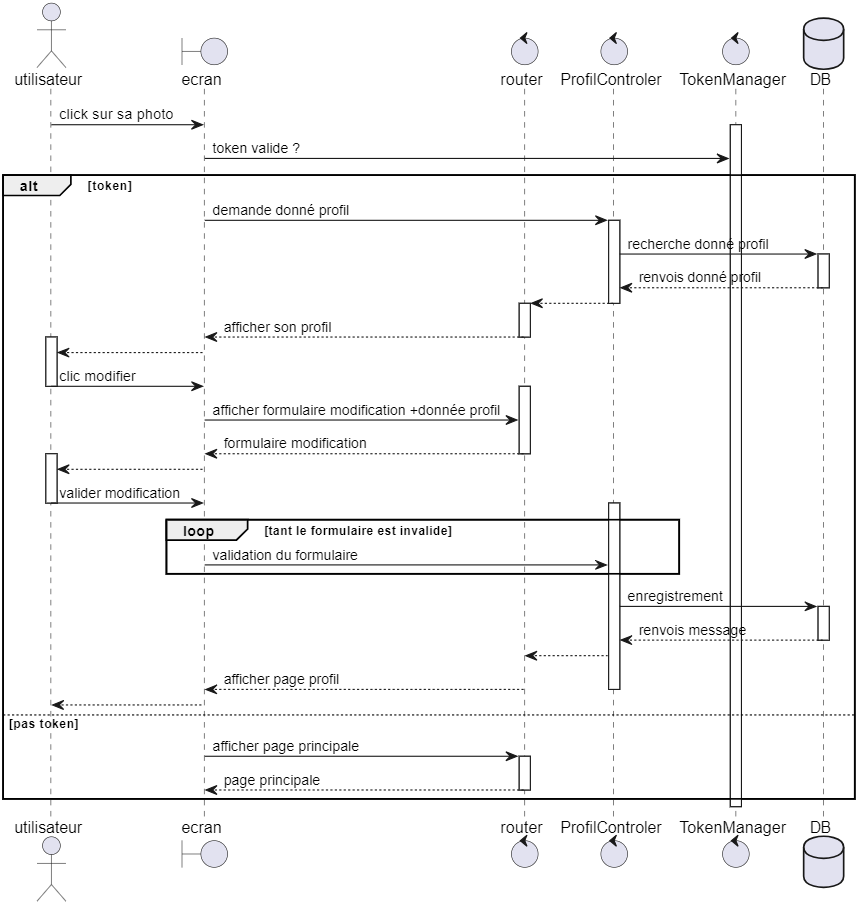 utilisateur ecran router ProfilControler TokenManager DB
click sur sa photo
token valide ?
alt [token]
demande donné profil
recherche donné profil
renvois donné profil
afficher son profil
clic modifier
afficher formulaire modification +donnée profil
formulaire modification
valider modification
loop [tant le formulaire est invalide]
validation du formulaire
enregistrement
renvois message
afficher page profil
[pas token]
afficher page principale
page principale
utilisateur ecran router ProfilControler TokenManager DB